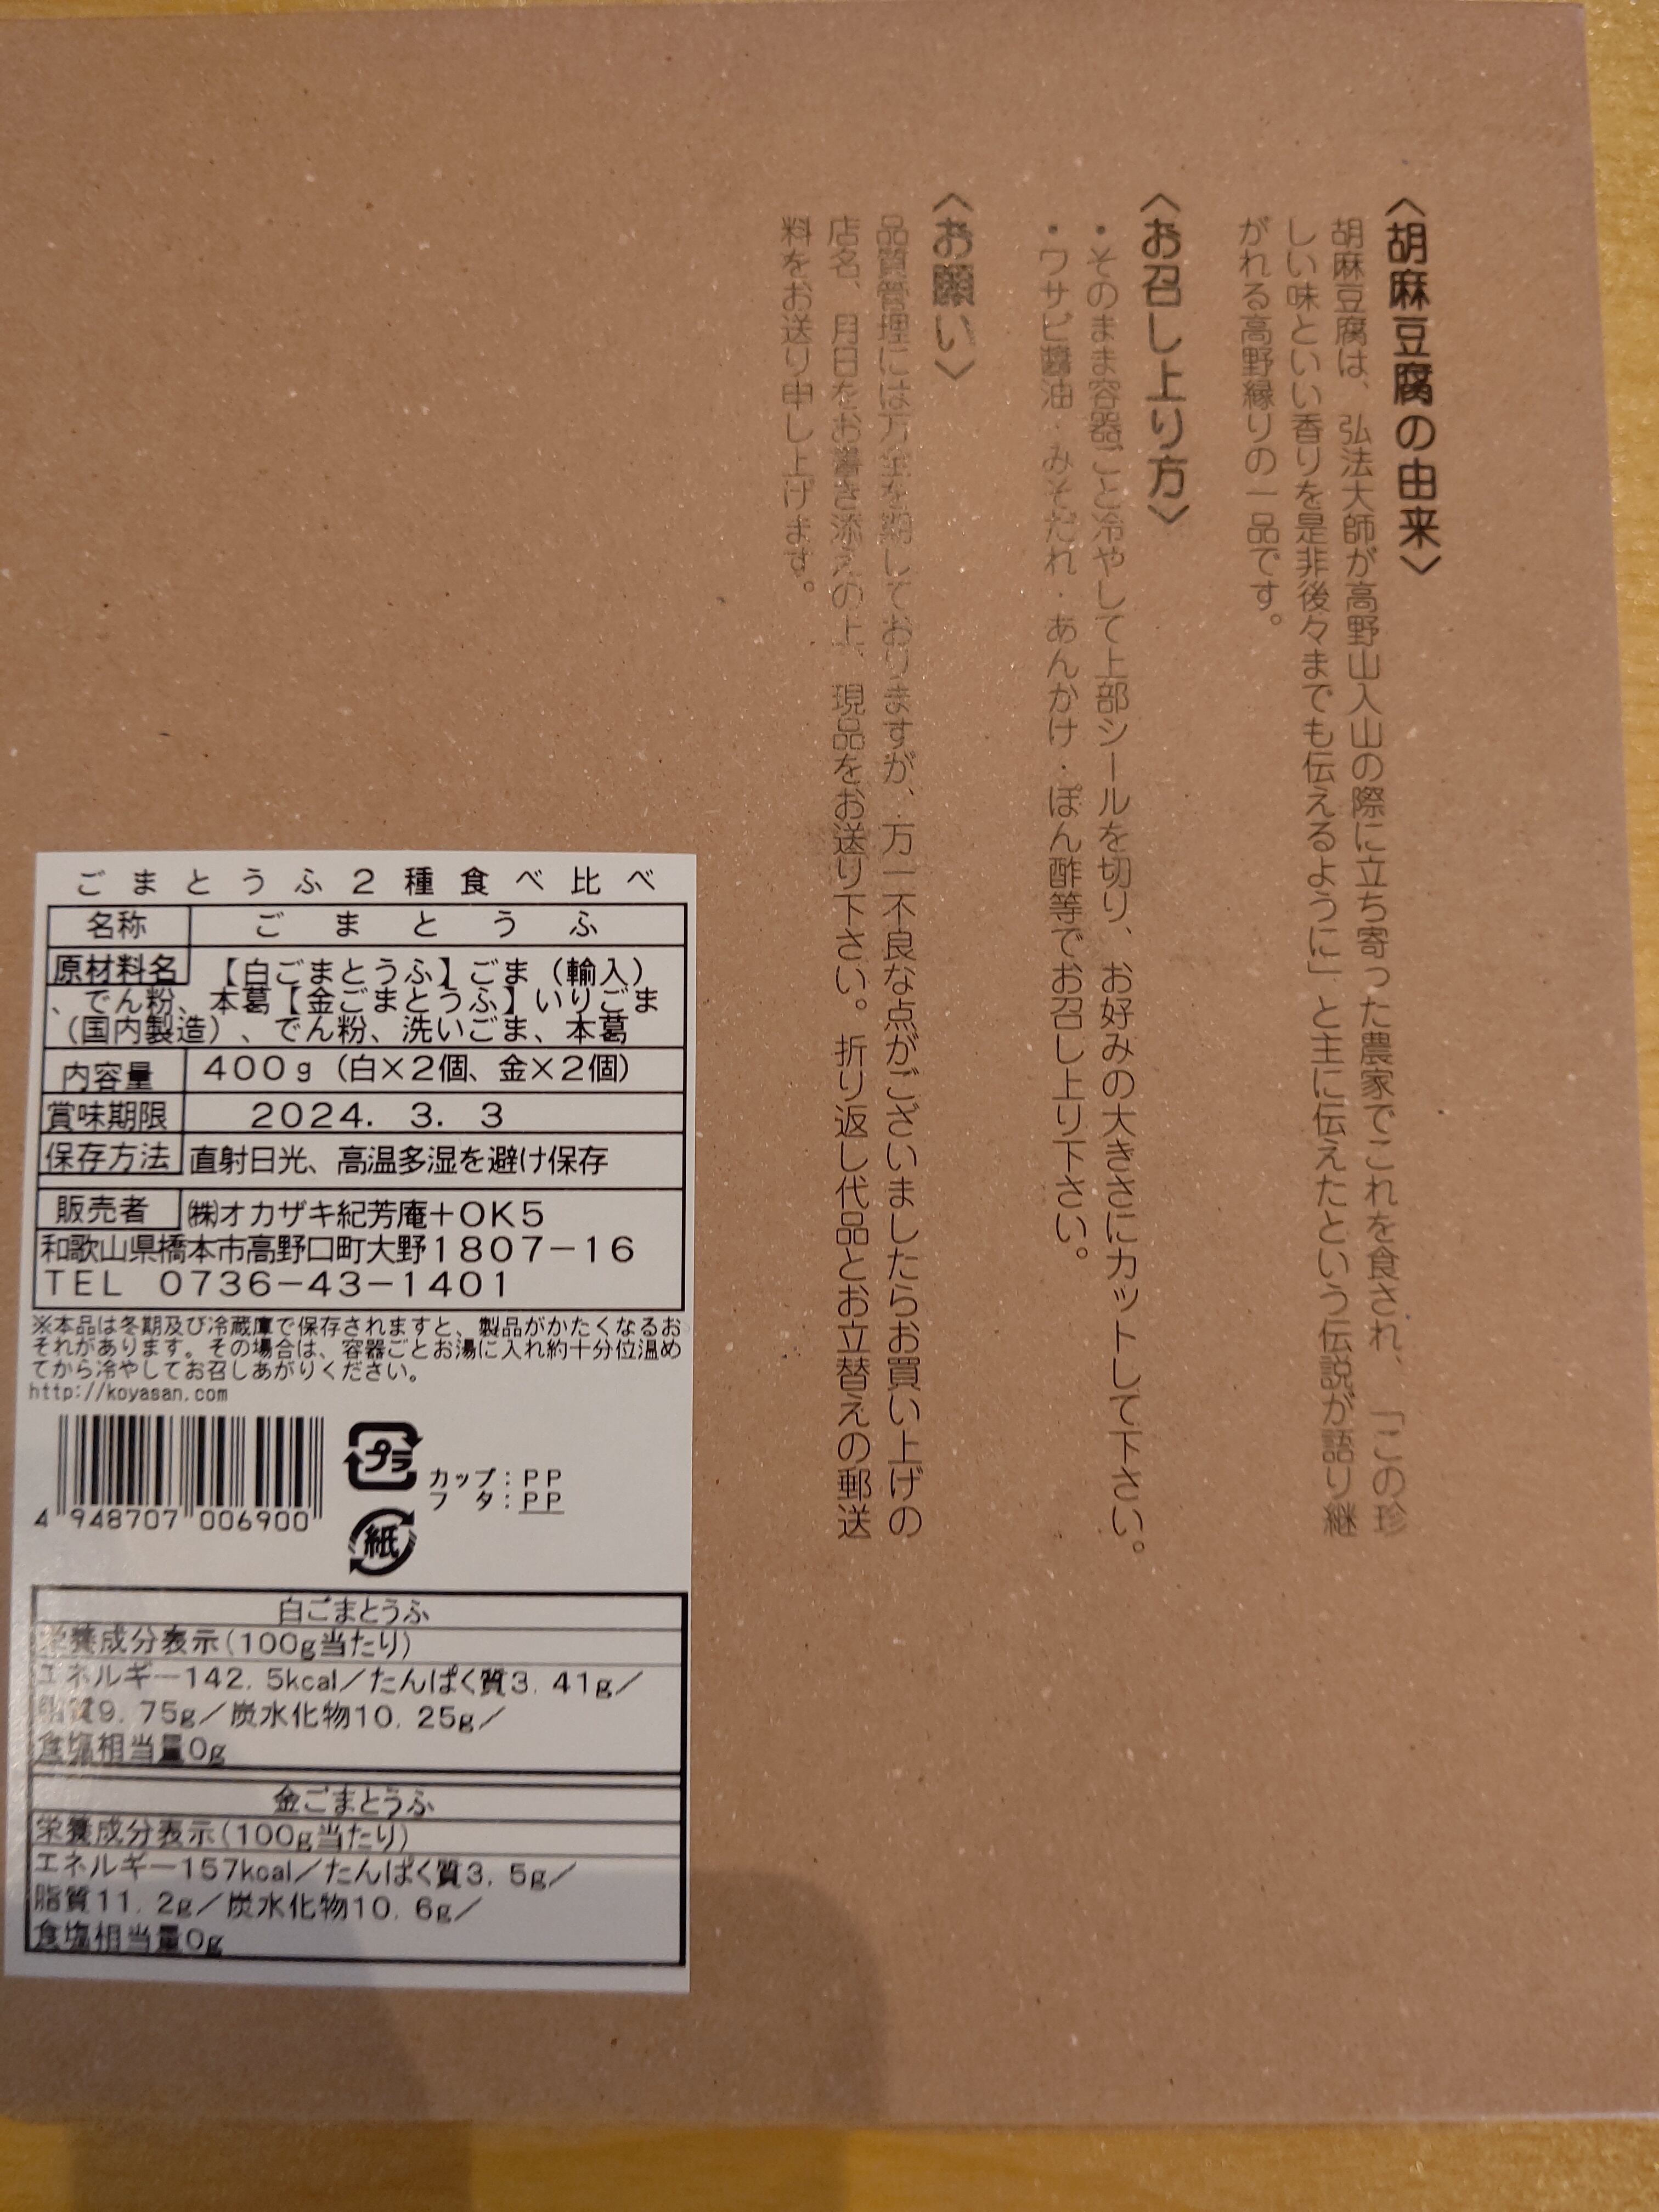 〈胡麻豆腐の由来〉
胡麻豆腐は、弘法大師が高野山入山の際に立ち寄った農家でこれを食され、「この珍
しい味といい香りを是非後々までも伝えるように」と主に伝えたという伝説が語り継
がれる高野縁りの一品です。
〈お召し上り方〉
・そのまま容器ごと冷やして上部シールを切り、お好みの大きさにカットして下さい。
・ワサビ醤油・みそだれ・あんかけ・ぽん酢等でお召し上り下さい。
〈お願い〉
品質管理には万全を期しておりますが、万一不良な点がございましたらお買い上げの
店名、月日をお書き添えの上、現品をお送り下さい。折り返し代品とお立替えの郵送
料をお送り申し上げます。
ごまとうふ2種食べ比べ
名称 ごまとうふ
原材料名 【白ごまとうふ】ごま（輸入）
、でん粉、本葛【金ごまとうふ】いりごま
（国内製造）、でん粉、洗いごま、本葛
内容量 400g（白×2個、金×2個）
賞味期限 2024. 3. 3
保存方法 直射日光、高温多湿を避け保存
販売者 ㈱オカザキ紀芳庵+OK5
和歌山県橋本市高野口町大野1807-16
TEL 0736-43-1401
※本品は冬期及び冷蔵庫で保存されますと、製品がかたくなるお
それがあります。その場合は、容器ごとお湯に入れ約十分位温め
てから冷やしてお召しあがりください。
http://koyasan.com
プラ
カップ：PP
フタ：PP
4 948707 006900
紙
白ごまとうふ
栄養成分表示(100g当たり)
エネルギー142. 5kcal／たんぱく質3. 41g／
脂質9. 75g／炭水化物10. 25g／
食塩相当量0g
金ごまとうふ
栄養成分表示(100g当たり)
エネルギー157kcal／たんぱく質3. 5g／
脂質11. 2g／炭水化物10. 6g／
食塩相当量0g